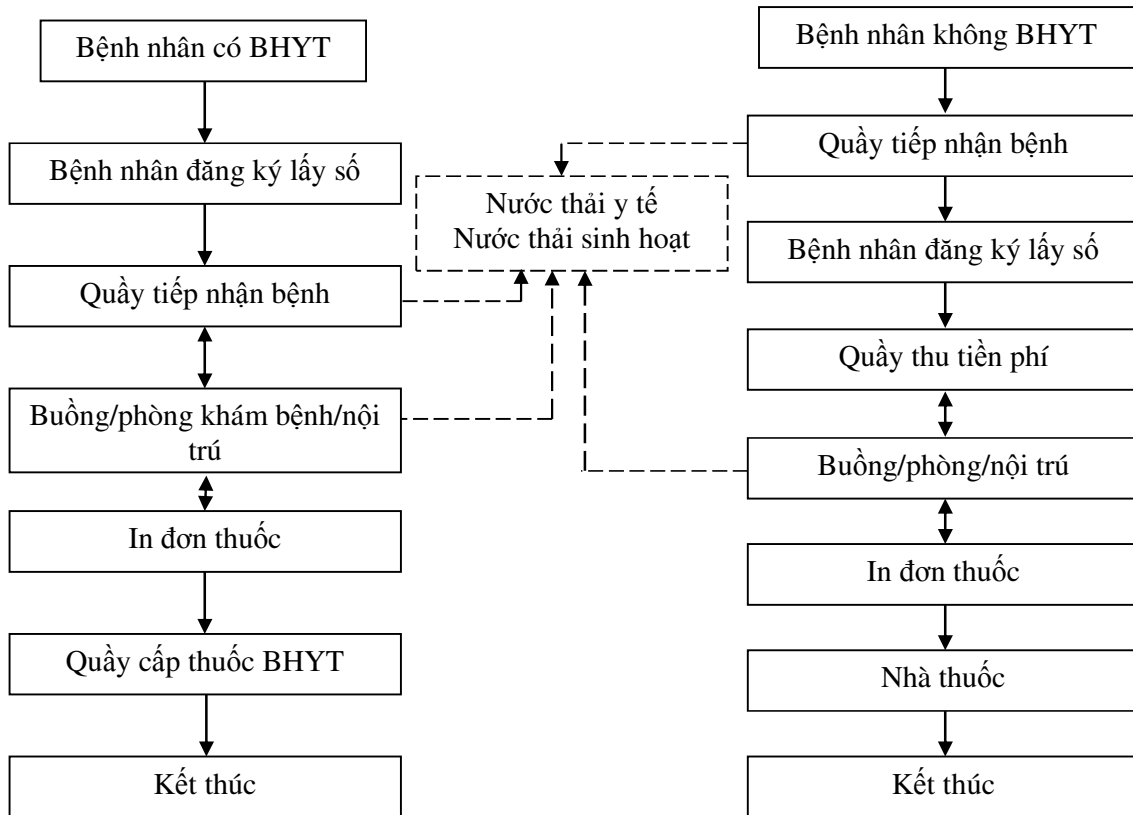 Bệnh nhân có BHYT
Bệnh nhân đăng ký lấy số
Quầy tiếp nhận bệnh
Buồng/phòng khám bệnh/nội
trú
In đơn thuốc
Quầy cấp thuốc BHYT
Kết thúc
Nước thải y tế
Nước thải sinh hoạt
Bệnh nhân không BHYT
Quầy tiếp nhận bệnh
Bệnh nhân đăng ký lấy số
Quầy thu tiền phí
Buồng/phòng/nội trú
In đơn thuốc
Nhà thuốc
Kết thúc